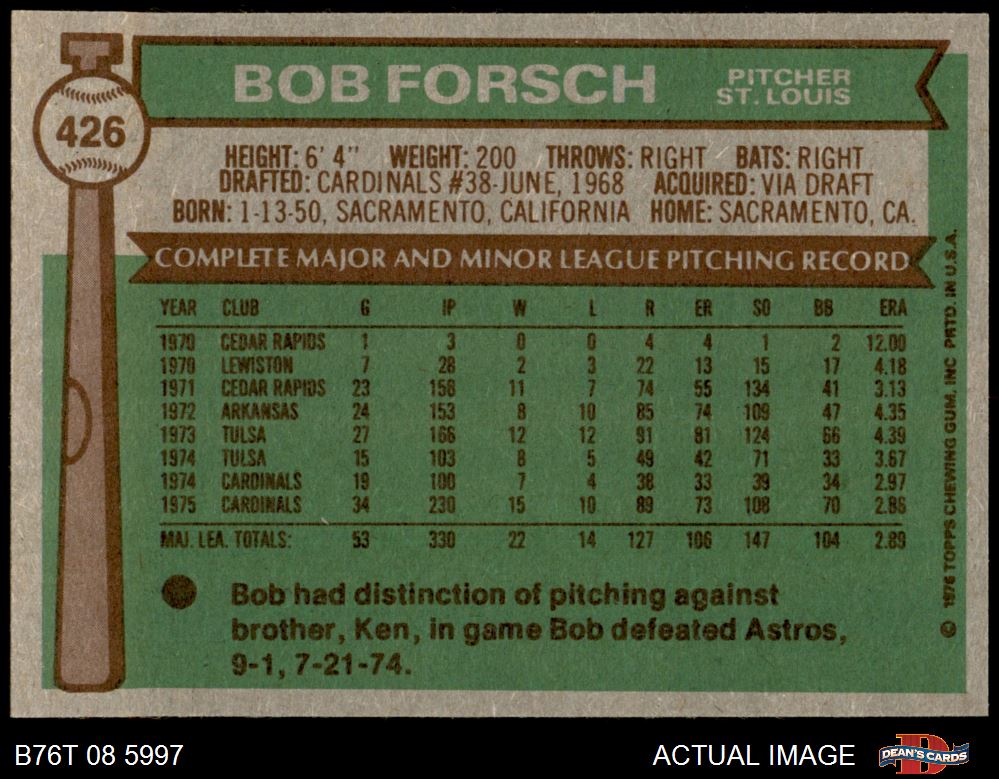 BOB FORSCH
PITCHER
ST. LOUIS
426
HEIGHT: 6' 4" WEIGHT: 200 THROWS: RIGHT BATS: RIGHT
DRAFTED: CARDINALS #38-JUNE, 1968 ACQUIRED: VIA DRAFT
BORN: 1-13-50, SACRAMENTO, CALIFORNIA HOME: SACRAMENTO, CA.
COMPLETE MAJOR AND MINOR LEAGUE PITCHING RECORD
YEAR CLUB G IP W L R ER SO BB ERA
1970 CEDAR RAPIDS 1 3 0 0 4 4 1 2 12.00
1970 LEWISTON 7 28 2 3 22 13 15 17 4.18
1971 CEDAR RAPIDS 23 158 11 7 74 55 134 41 3.13
1972 ARKANSAS 24 153 8 10 85 74 109 47 4.35
1973 TULSA 27 166 12 12 91 81 124 66 4.39
1974 TULSA 15 103 8 5 49 42 71 33 3.67
1974 CARDINALS 19 100 7 4 38 33 39 34 2.97
1975 CARDINALS 34 230 15 10 89 73 108 70 2.86
MAJ. LEA. TOTALS: 53 330 22 14 127 106 147 104 2.89
Bob had distinction of pitching against
brother, Ken, in game Bob defeated Astros,
9-1, 7-21-74.
© 1976 TOPPS CHEWING GUM, INC PRTD. IN U.S.A.
B76T 08 5997
ACTUAL IMAGE
DEAN'S CARDS